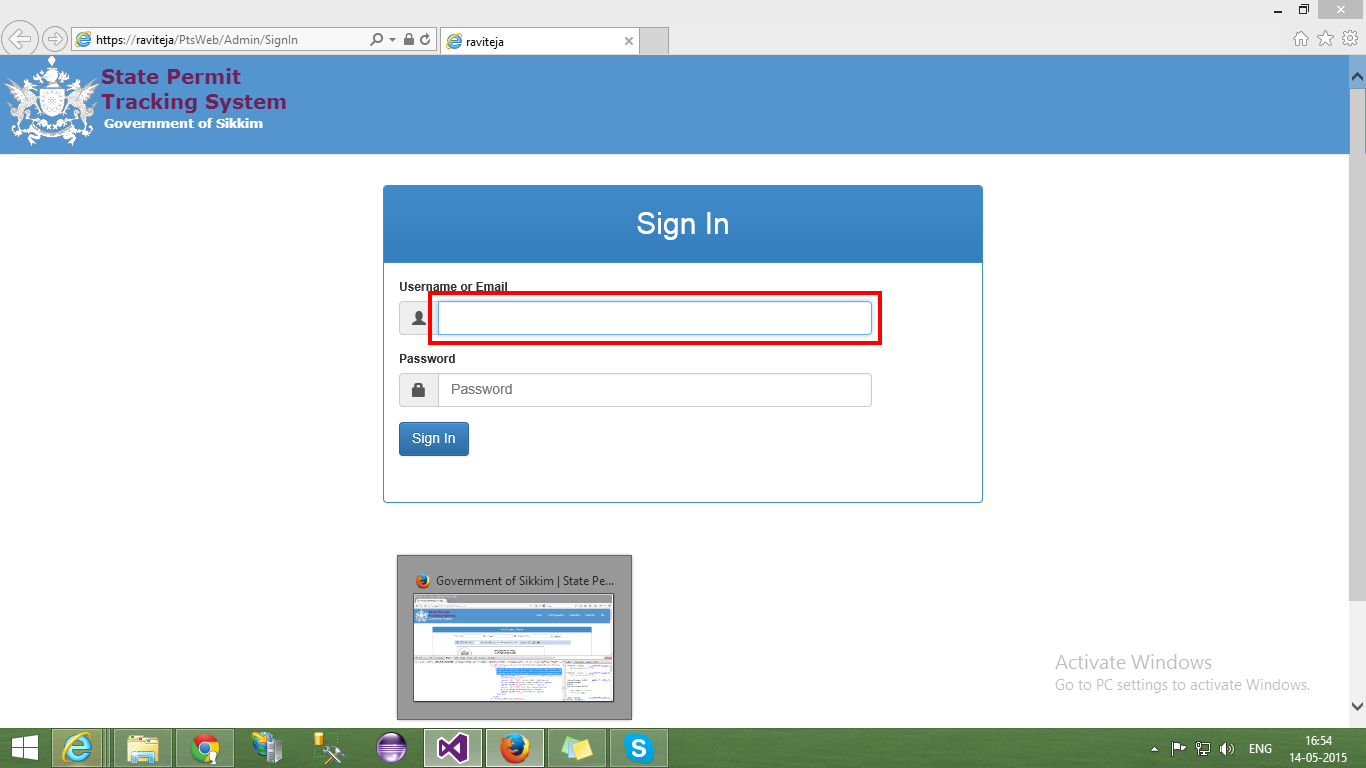 https://raviteja/PtsWeb/Admin/SignIn
raviteja
State Permit
Tracking System
Government of Sikkim
Sign In
Username or Email
Password
Password
Sign In
Government of Sikkim | State Pe...
Activate Windows
Go to PC settings to activate Windows.
ENG
16:54
14-05-2015